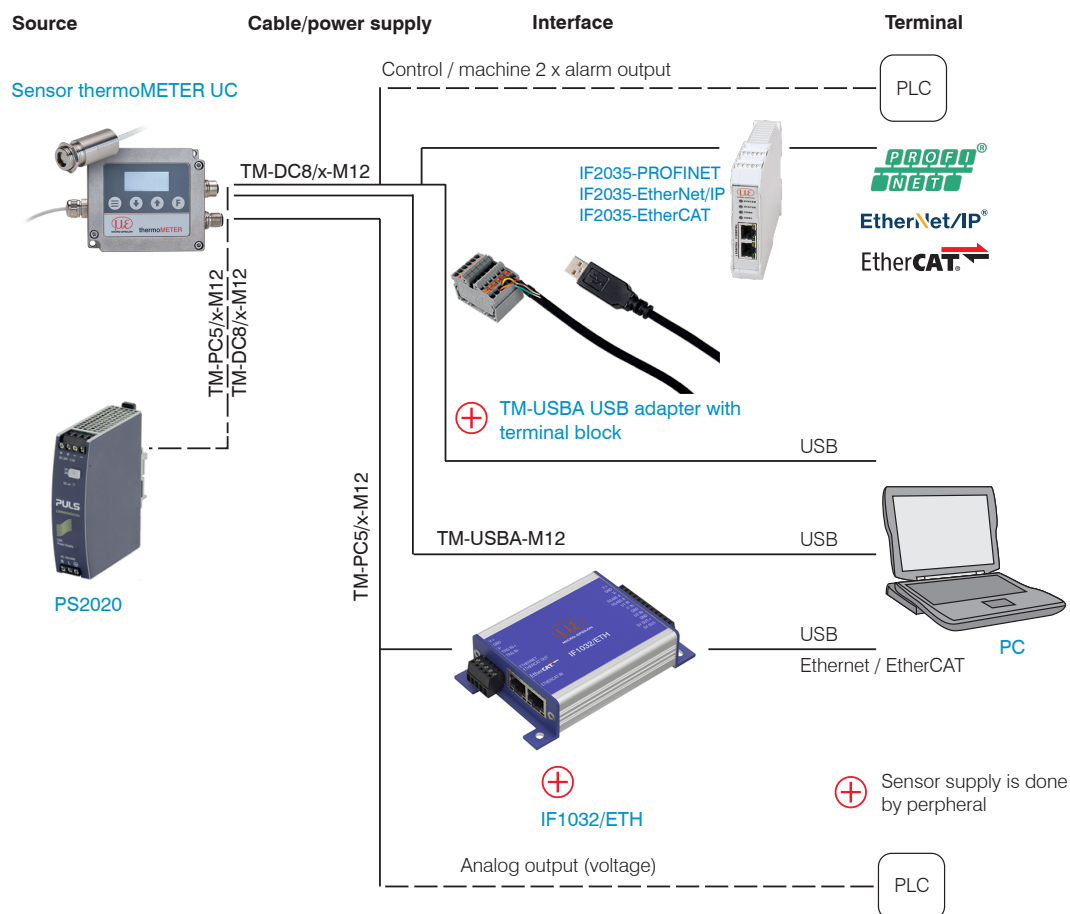 Source
Cable/power supply
Interface
Terminal
Control / machine 2 x alarm output
PLC
Sensor thermoMETER UC
F
thermoMETER
TM-DC8/x-M12
IF2035-PROFINET
IF2035-EtherNet/IP
IF2035-EtherCAT
PROFI
NET®
EtherNet/IP®
EtherCAT®
TM-PC5/x-M12
TM-DC8/x-M12
TM-USBA USB adapter with
terminal block
USB
PULS
PS2020
TM-PC5/x-M12
TM-USBA-M12
USB
IF1032/ETH
EtherCAT
USB
Ethernet / EtherCAT
PC
IF1032/ETH
Sensor supply is done
by perpheral
Analog output (voltage)
PLC